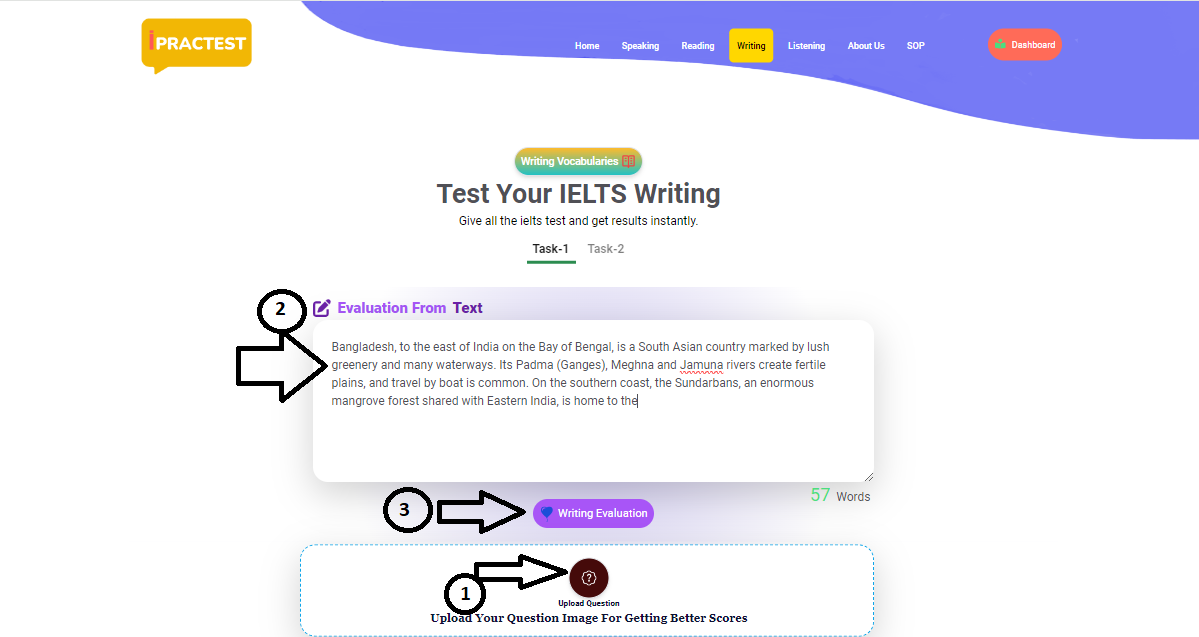 iPRACTEST
Home Speaking Reading Writing Listening About Us SOP Dashboard
Writing Vocabularies
Test Your IELTS Writing
Give all the ielts test and get results instantly.
Task-1 Task-2
2
Evaluation From Text
Bangladesh, to the east of India on the Bay of Bengal, is a South Asian country marked by lush
greenery and many waterways. Its Padma (Ganges), Meghna and Jamuna rivers create fertile
plains, and travel by boat is common. On the southern coast, the Sundarbans, an enormous
mangrove forest shared with Eastern India, is home to the
57 Words
3
Writing Evaluation
1
?
Upload Question
Upload Your Question Image For Getting Better Scores